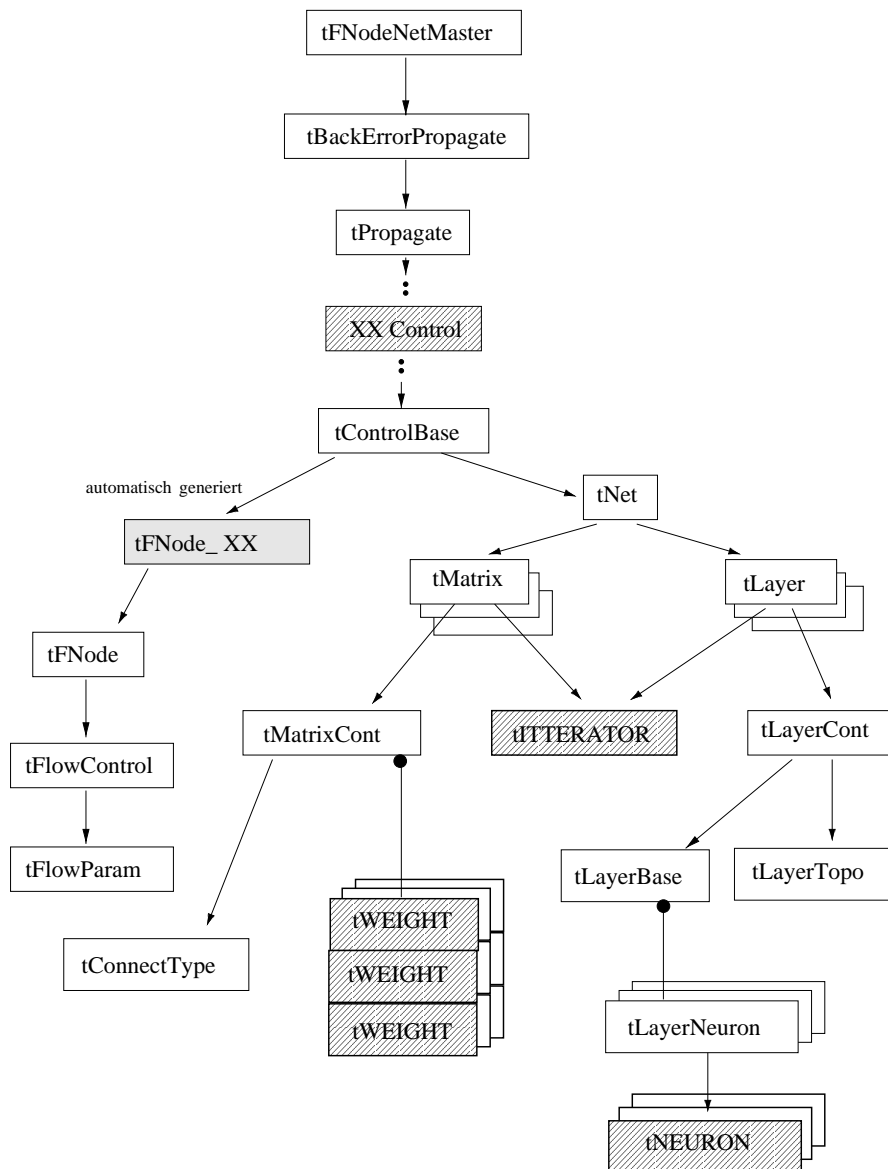 tFNodeNetMaster
tBackErrorPropagate
tPropagate
XX Control
tControlBase
automatisch generiert
tNet
tFNode_ XX
tMatrix
tLayer
tFNode
tMatrixCont
tITTERATOR
tLayerCont
tFlowControl
tFlowParam
tLayerBase
tLayerTopo
tWEIGHT
tConnectType
tWEIGHT
tWEIGHT
tLayerNeuron
tNEURON